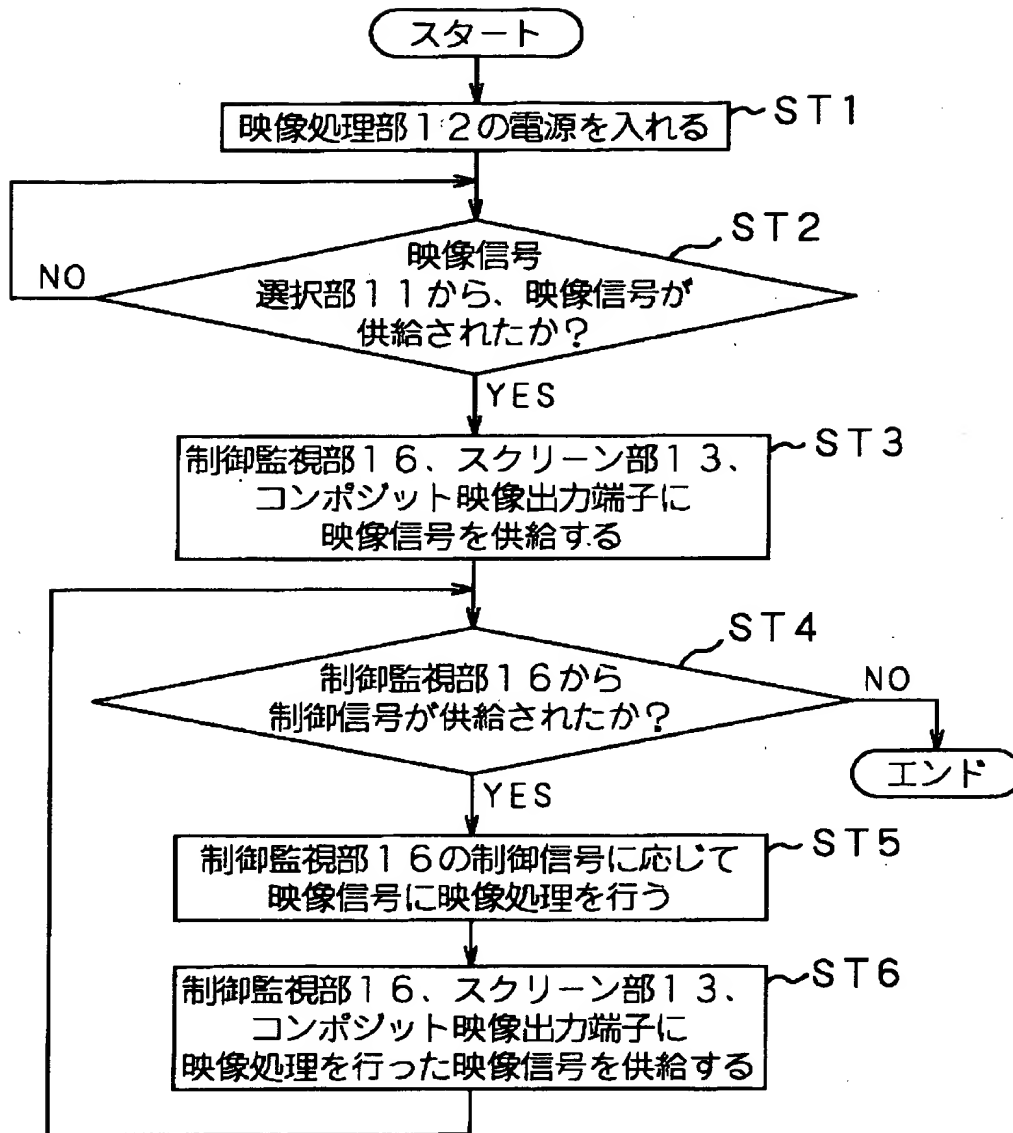 スタート
映像処理部１２の電源を入れる
ＳＴ１
ＳＴ２
映像信号
選択部１１から、映像信号が
供給されたか？
ＮＯ
ＹＥＳ
ＳＴ３
制御監視部１６、スクリーン部１３、
コンポジット映像出力端子に
映像信号を供給する
ＳＴ４
制御監視部１６から
制御信号が供給されたか？
ＮＯ
エンド
ＹＥＳ
ＳＴ５
制御監視部１６の制御信号に応じて
映像信号に映像処理を行う
ＳＴ６
制御監視部１６、スクリーン部１３、
コンポジット映像出力端子に
映像処理を行った映像信号を供給する